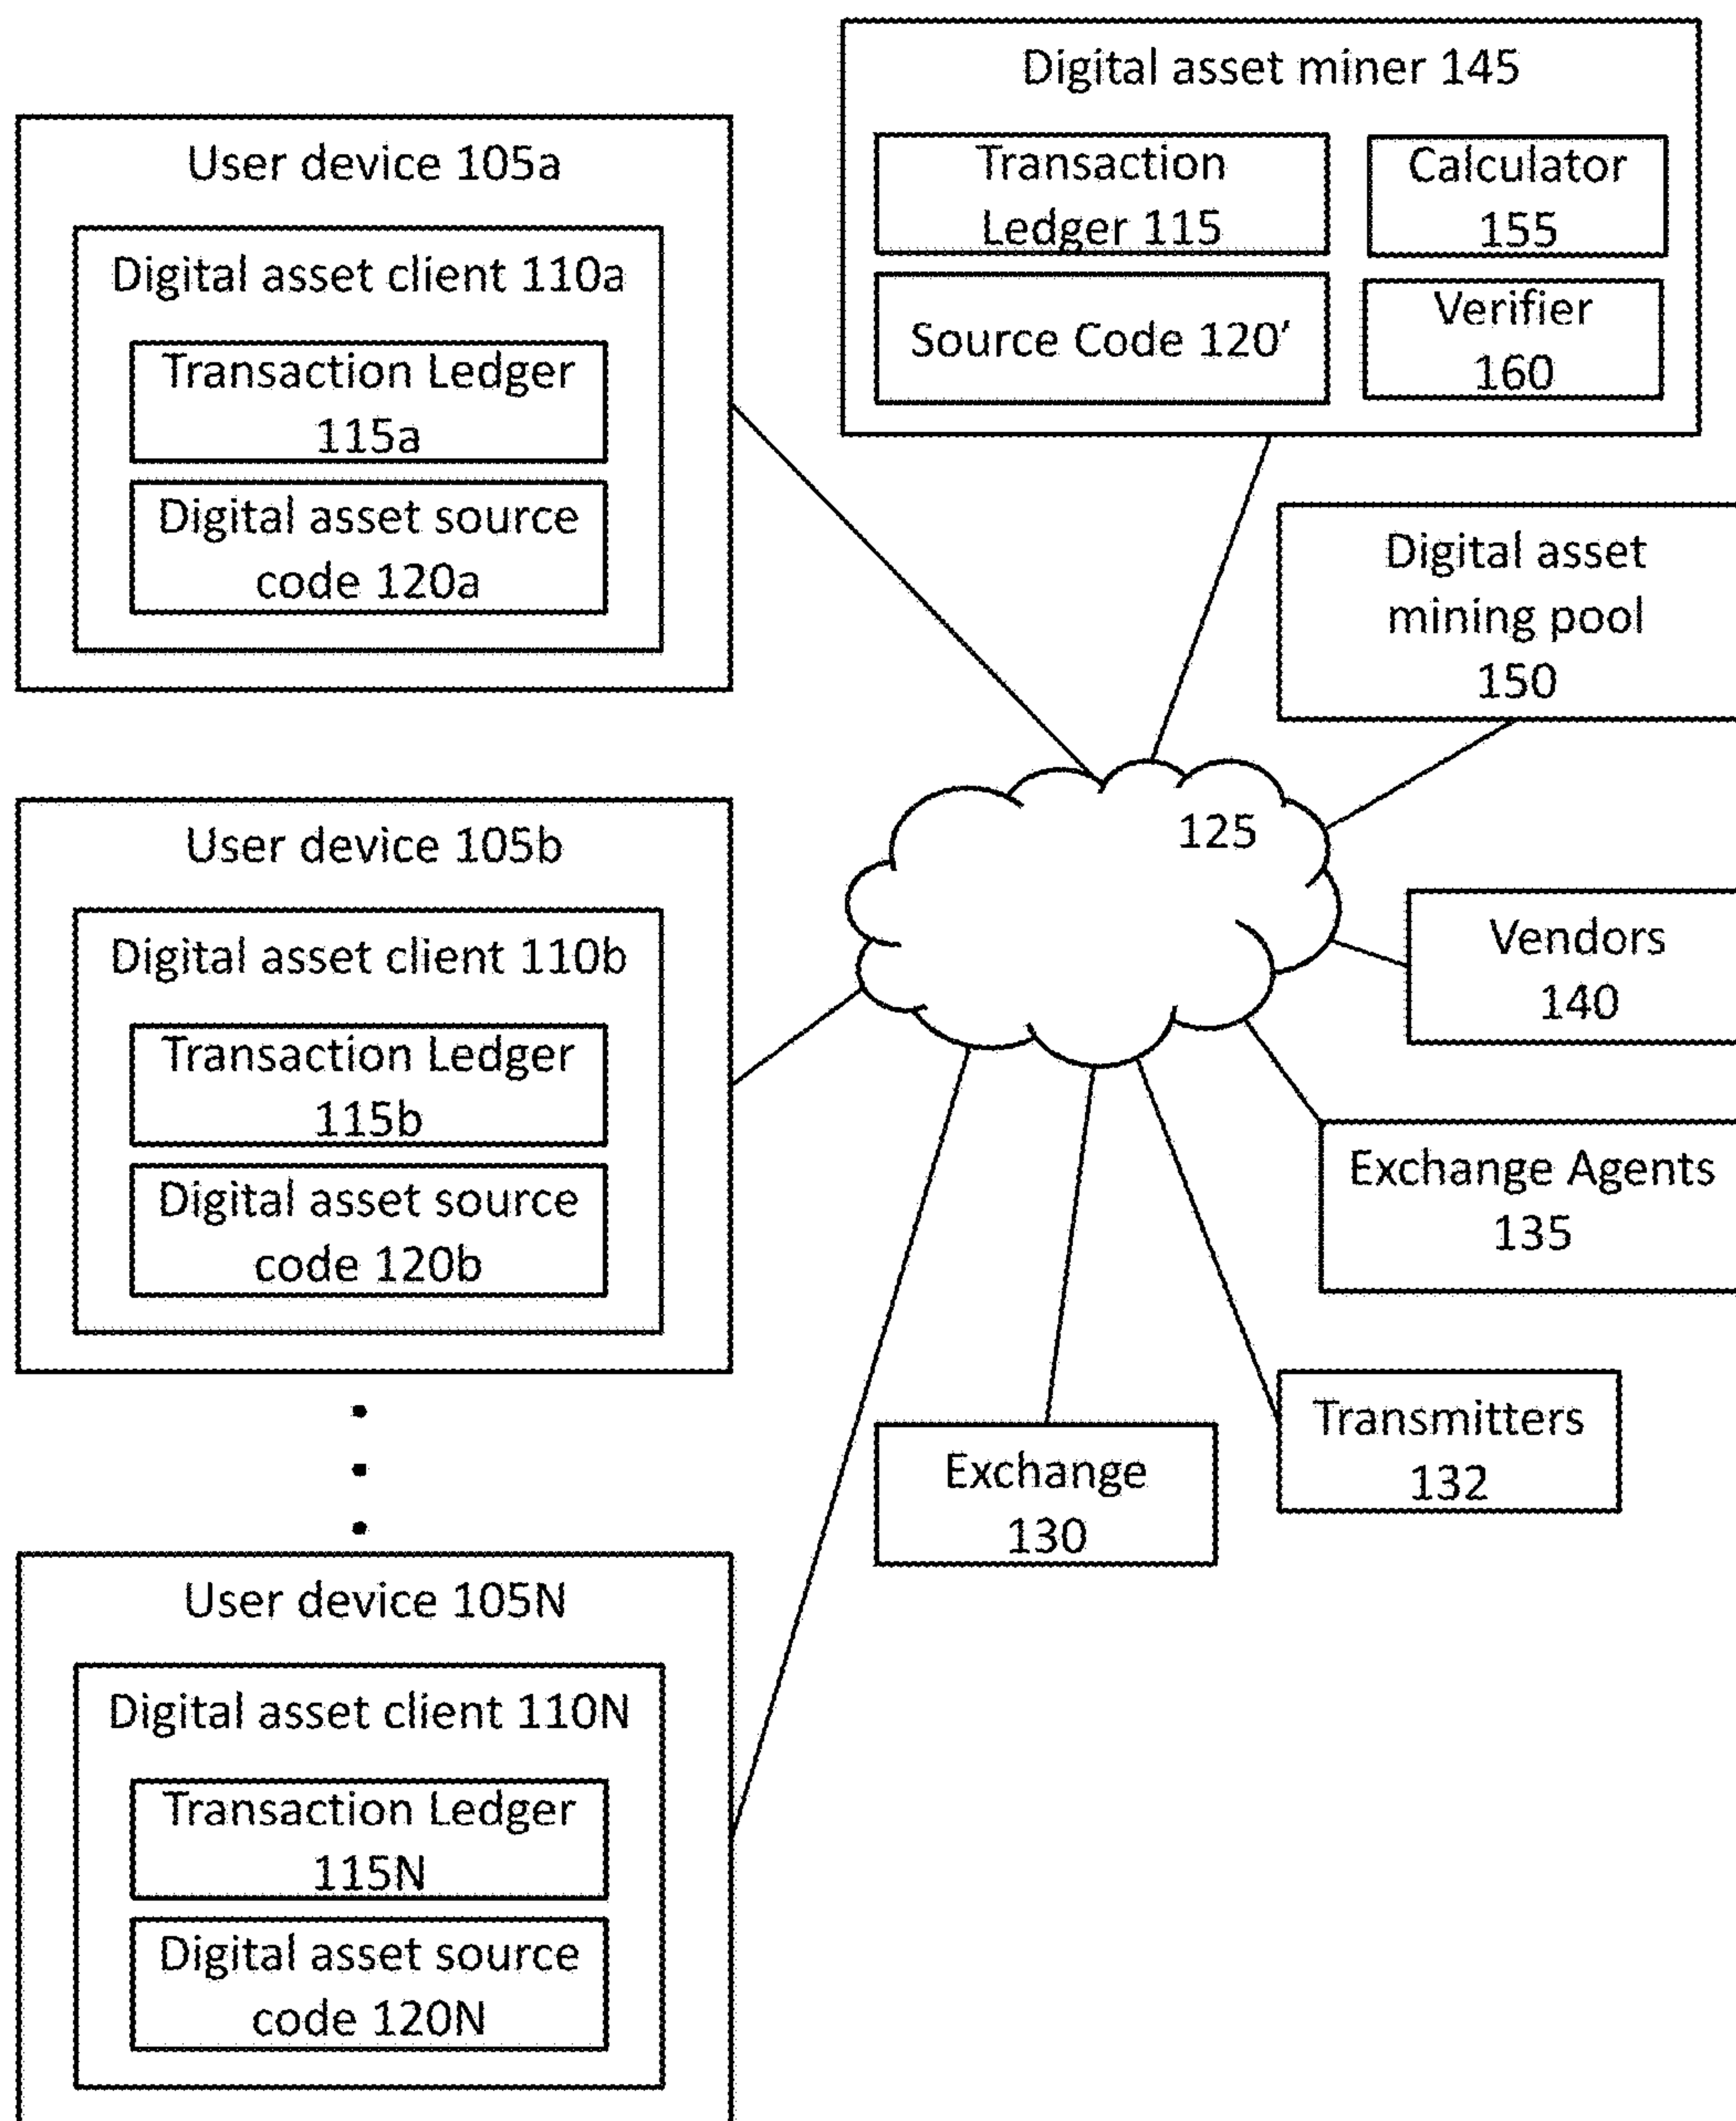 Digital asset miner 145
Transaction
Ledger 115
Calculator
155
Source Code 120'
Verifier
160
User device 105a
Digital asset client 110a
Transaction Ledger
115a
Digital asset source
code 120a
Digital asset
mining pool
150
125
User device 105b
Digital asset client 110b
Transaction Ledger
115b
Digital asset source
code 120b
Vendors
140
Exchange Agents
135
Transmitters
132
Exchange
130
User device 105N
Digital asset client 110N
Transaction Ledger
115N
Digital asset source
code 120N